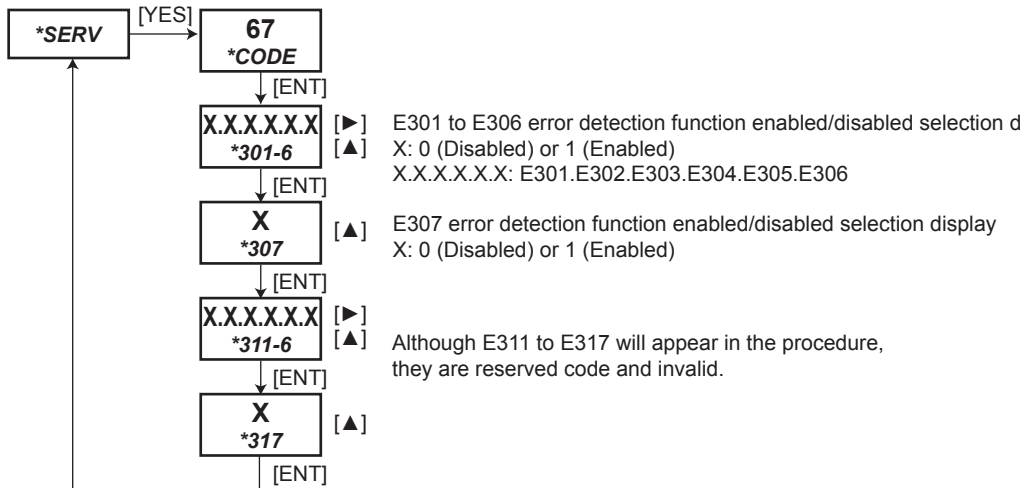 *SERV
[YES]
67
*CODE
[ENT]
X.X.X.X.X.X
*301-6
[►]
[▲]
E301 to E306 error detection function enabled/disabled selection d
X: 0 (Disabled) or 1 (Enabled)
X.X.X.X.X.X: E301.E302.E303.E304.E305.E306
[ENT]
X
*307
[▲]
E307 error detection function enabled/disabled selection display
X: 0 (Disabled) or 1 (Enabled)
[ENT]
X.X.X.X.X.X
*311-6
[►]
[▲]
Although E311 to E317 will appear in the procedure,
they are reserved code and invalid.
[ENT]
X
*317
[▲]
[ENT]